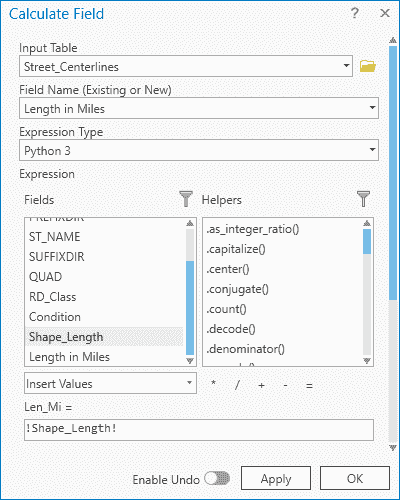 Calculate Field
? ×
Input Table
Street_Centerlines
Field Name (Existing or New)
Length in Miles
Expression Type
Python 3
Expression
Fields
Helpers
PREFIXDIR
ST_NAME
SUFFIXDIR
QUAD
RD_Class
Condition
Shape_Length
Length in Miles
.as_integer_ratio()
.capitalize()
.center()
.conjugate()
.count()
.decode()
.denominator()
Insert Values
* / + - =
Len_Mi =
!Shape_Length!
Enable Undo
Apply
OK